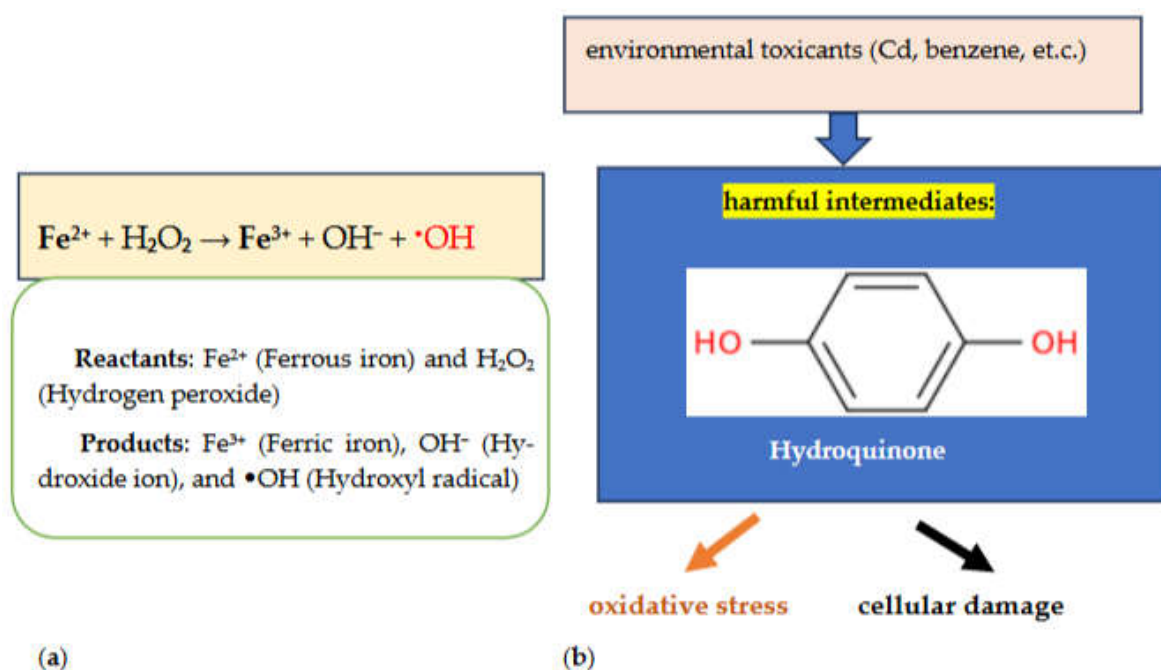 Fe²⁺ + H₂O₂ → Fe³⁺ + OH⁻ + •OH
Reactants: Fe²⁺ (Ferrous iron) and H₂O₂
(Hydrogen peroxide)
Products: Fe³⁺ (Ferric iron), OH⁻ (Hy-
droxide ion), and •OH (Hydroxyl radical)
(a)
environmental toxicants (Cd, benzene, et.c.)
harmful intermediates:
HO OH
Hydroquinone
oxidative stress
cellular damage
(b)